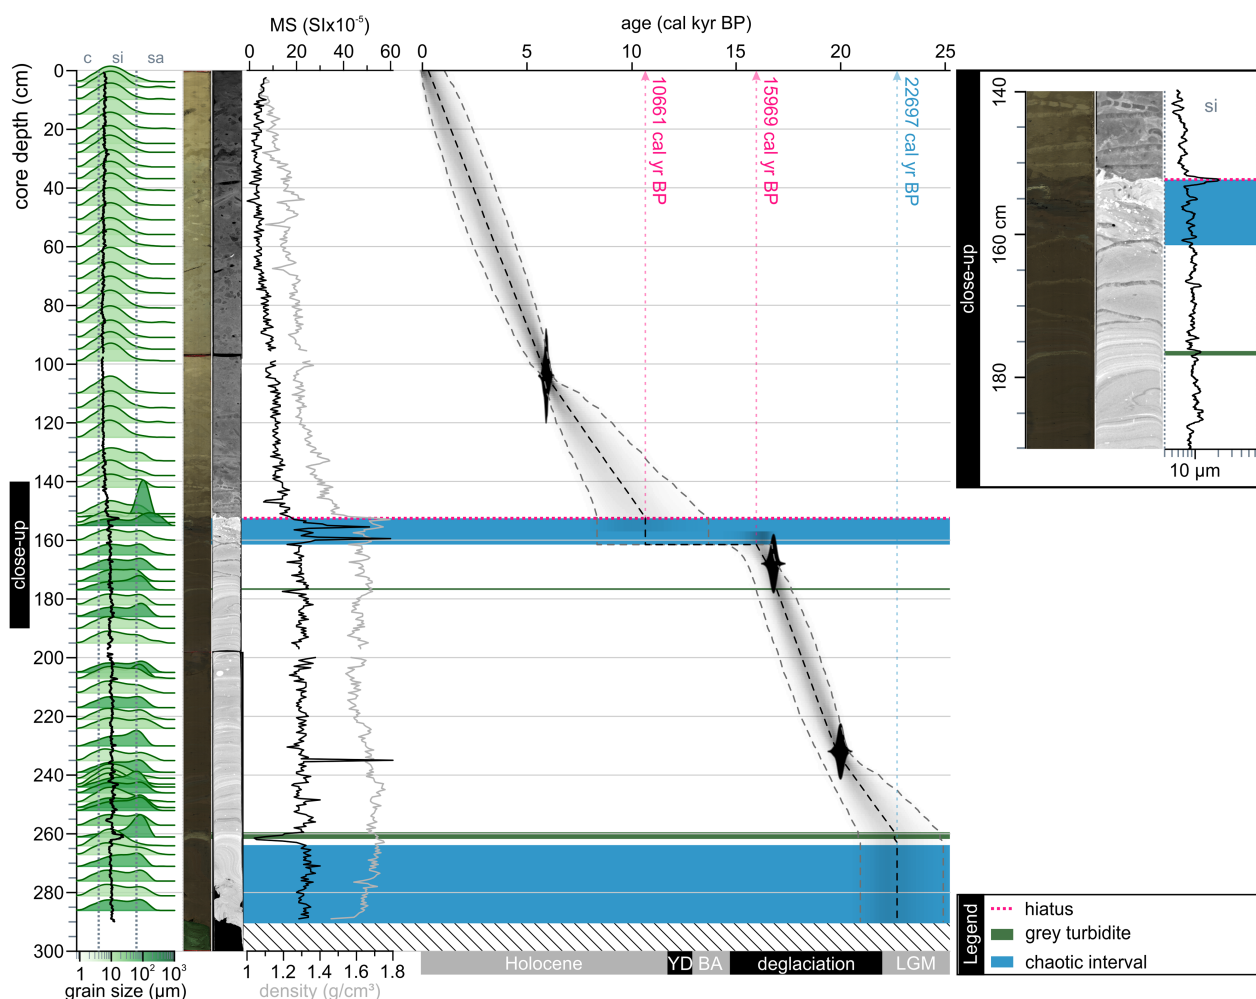 MS (SIx10⁻⁵)
age (cal kyr BP)
0 20 40 60
0 5 10 15 20 25
c si sa
core depth (cm)
0
20
40
60
80
100
120
140
160
180
200
220
240
260
280
300
close-up
10661 cal yr BP
15969 cal yr BP
22697 cal yr BP
close-up
140
160 cm
180
si
10 µm
Legend
hiatus
grey turbidite
chaotic interval
Holocene YD BA deglaciation LGM
1 10 10² 10³
grain size (µm)
1 1.2 1.4 1.6 1.8
density (g/cm³)